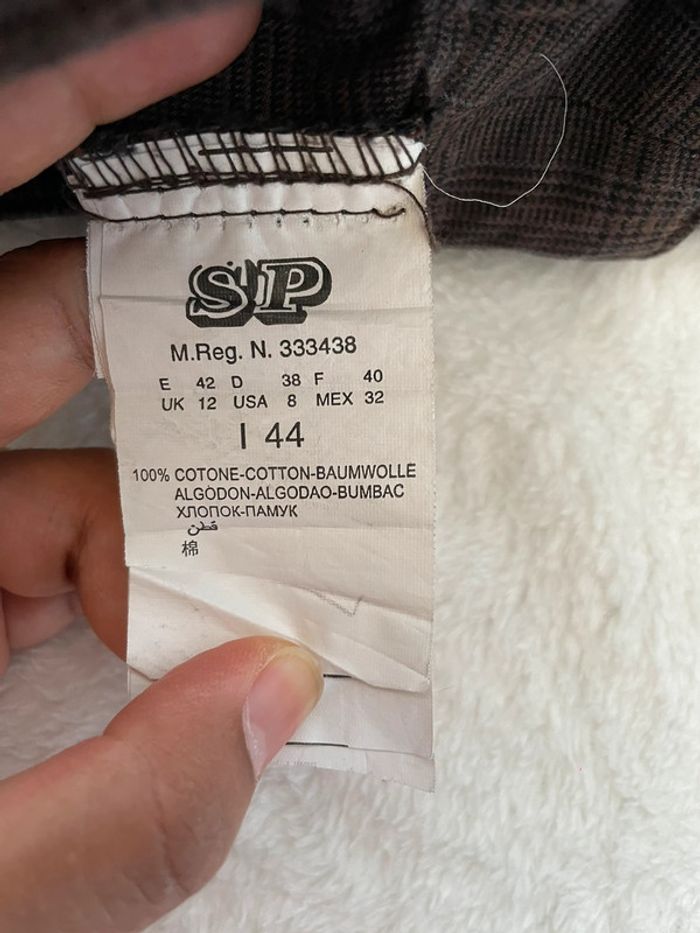 SP
M.Reg. N. 333438
E 42 D 38 F 40
UK 12 USA 8 MEX 32
I 44
100% COTONE-COTTON-BAUMWOLLE
ALGODON-ALGODAO-BUMBAC
ХЛОПОК-ПАМУК
قطن
棉